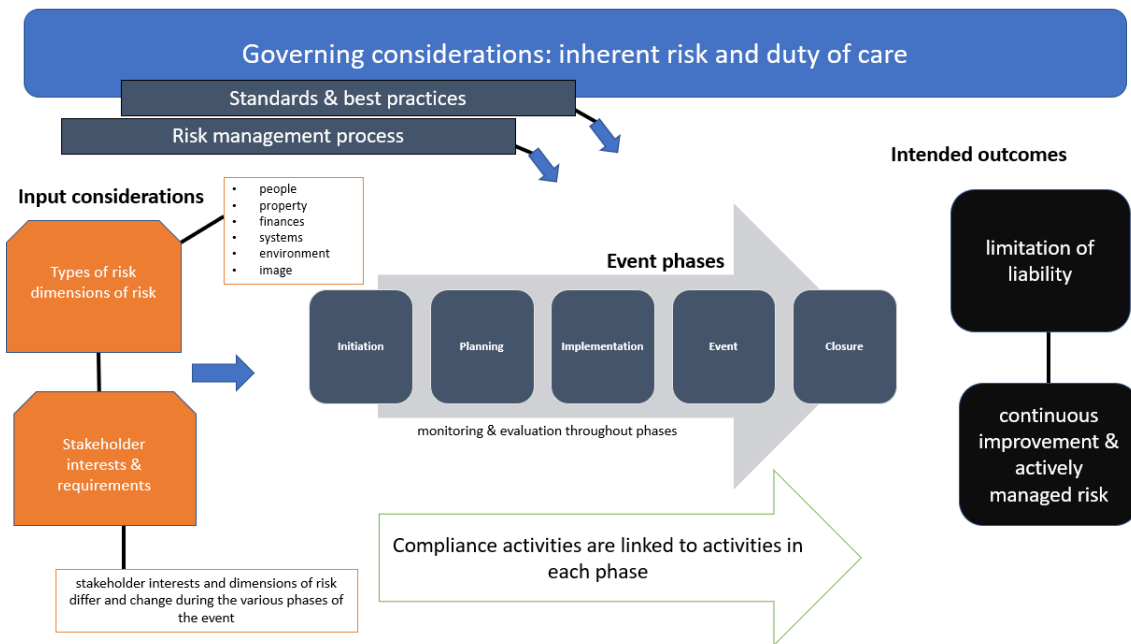 Governing considerations: inherent risk and duty of care
Standards & best practices
Risk management process
Input considerations
• people
• property
• finances
• systems
• environment
• image
Types of risk
dimensions of risk
Stakeholder
interests &
requirements
stakeholder interests and dimensions of risk
differ and change during the various phases of
the event
Event phases
Initiation
Planning
Implementation
Event
Closure
monitoring & evaluation throughout phases
Compliance activities are linked to activities in
each phase
Intended outcomes
limitation of
liability
continuous
improvement &
actively
managed risk